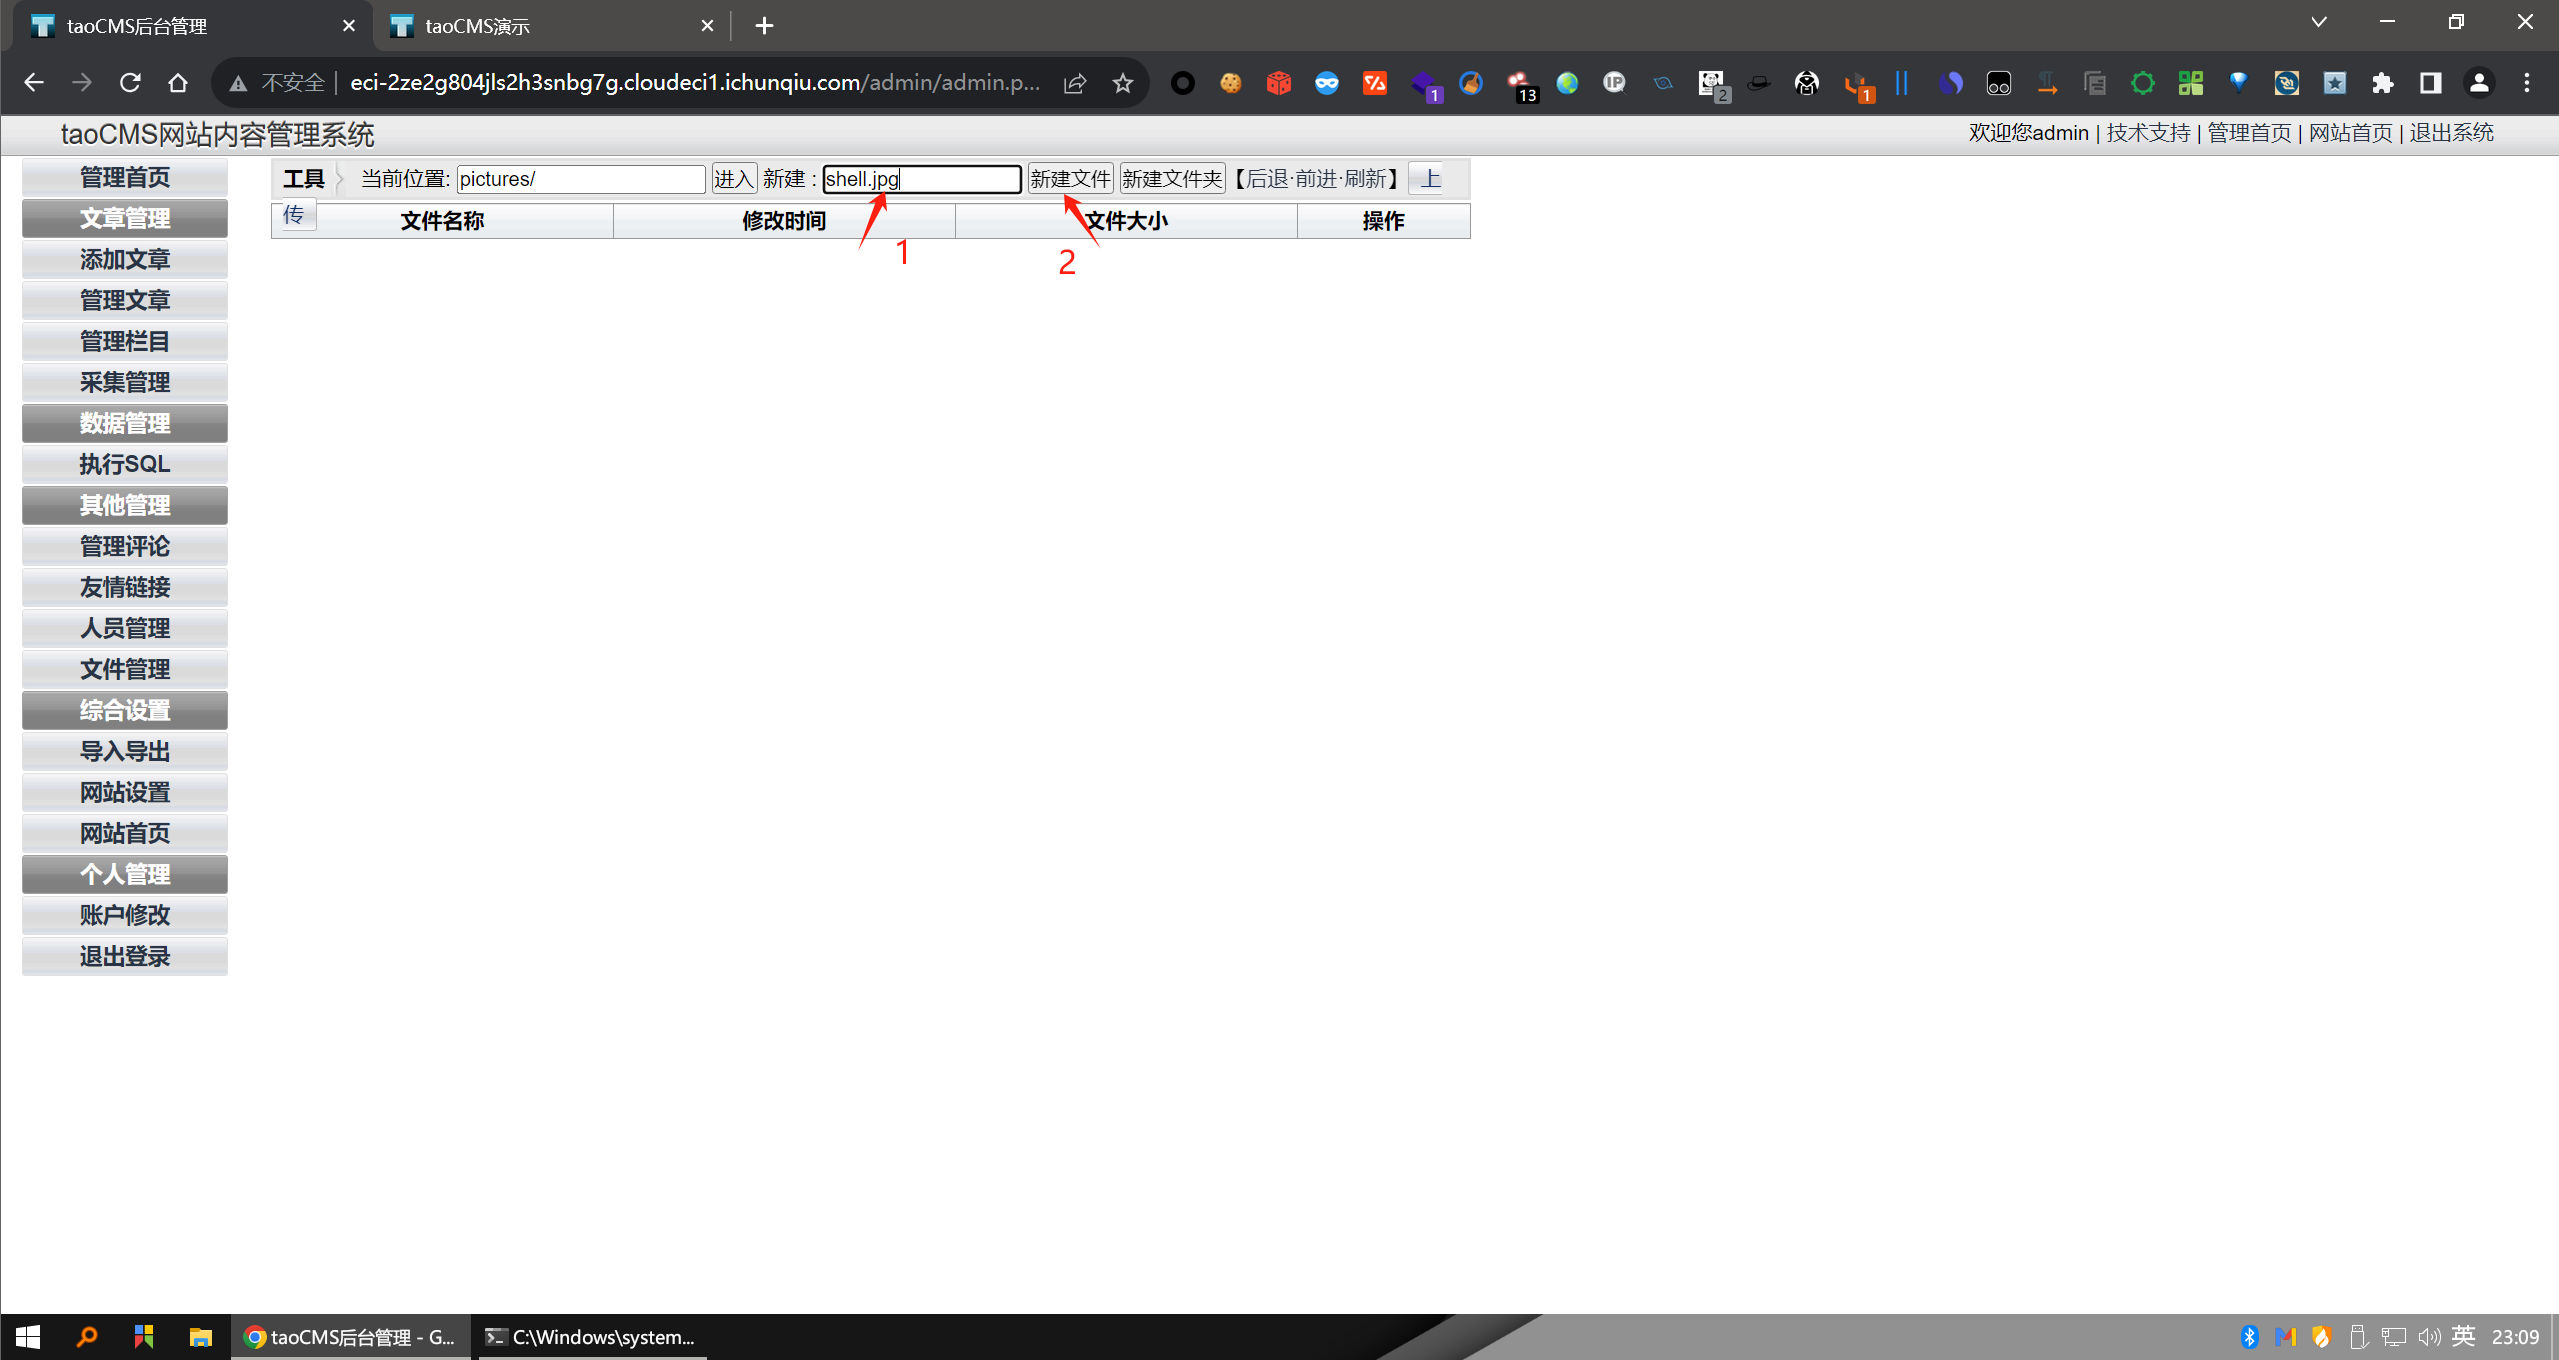 taoCMS后台管理
taoCMS演示
不安全 | eci-2ze2g804jls2h3snbg7g.cloudeci1.ichunqiu.com/admin/admin.p...
1
13
IP
2
1
taoCMS网站内容管理系统
欢迎您admin | 技术支持 | 管理首页 | 网站首页 | 退出系统
工具 当前位置: pictures/ 进入 新建 : shell.jpg 新建文件 新建文件夹 【后退·前进·刷新】 上
传
文件名称 修改时间 文件大小 操作
1
2
管理首页
文章管理
添加文章
管理文章
管理栏目
采集管理
数据管理
执行SQL
其他管理
管理评论
友情链接
人员管理
文件管理
综合设置
导入导出
网站设置
网站首页
个人管理
账户修改
退出登录
taoCMS后台管理 - G...
C:\Windows\system...
英 23:09